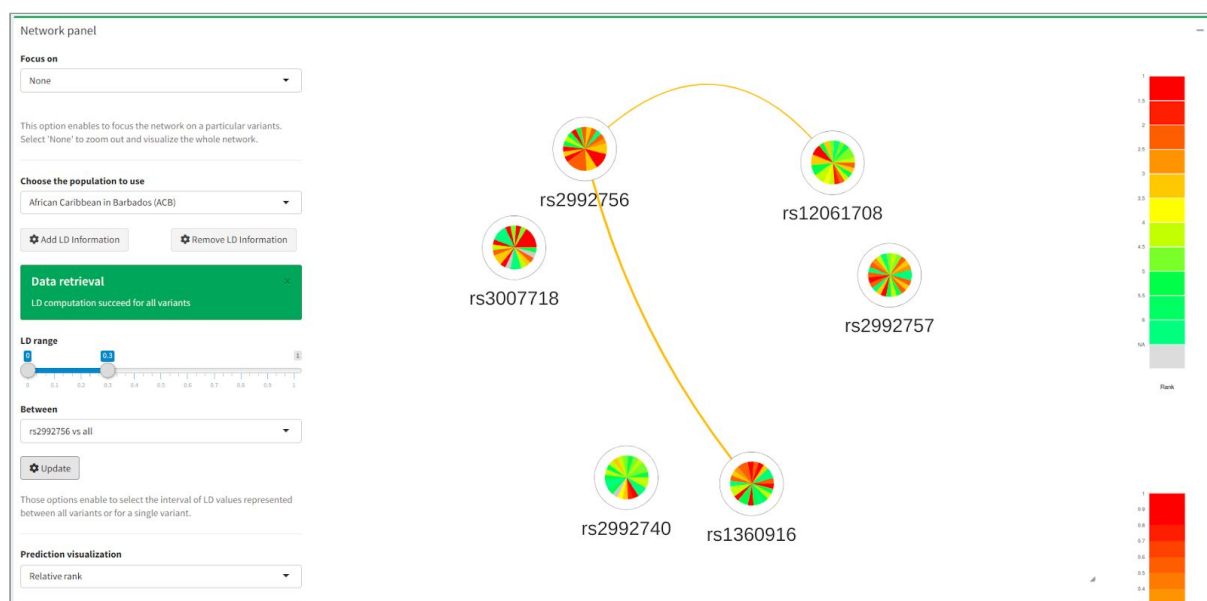 Network panel
Focus on
None
This option enables to focus the network on a particular variants.
Select 'None' to zoom out and visualize the whole network.
Choose the population to use
African Caribbean in Barbados (ACB)
Add LD Information
Remove LD Information
Data retrieval
×
LD computation succeed for all variants
LD range
0
0.3
1
0 0.1 0.2 0.3 0.4 0.5 0.6 0.7 0.8 0.9 1
Between
rs2992756 vs all
Update
Those options enable to select the interval of LD values represented
between all variants or for a single variant.
Prediction visualization
Relative rank
rs2992756
rs12061708
rs3007718
rs2992757
rs2992740
rs1360916
1
1.5
2
2.5
3
3.5
4
4.5
5
5.5
6
NA
Rank
1
0.9
0.8
0.7
0.6
0.5
0.4